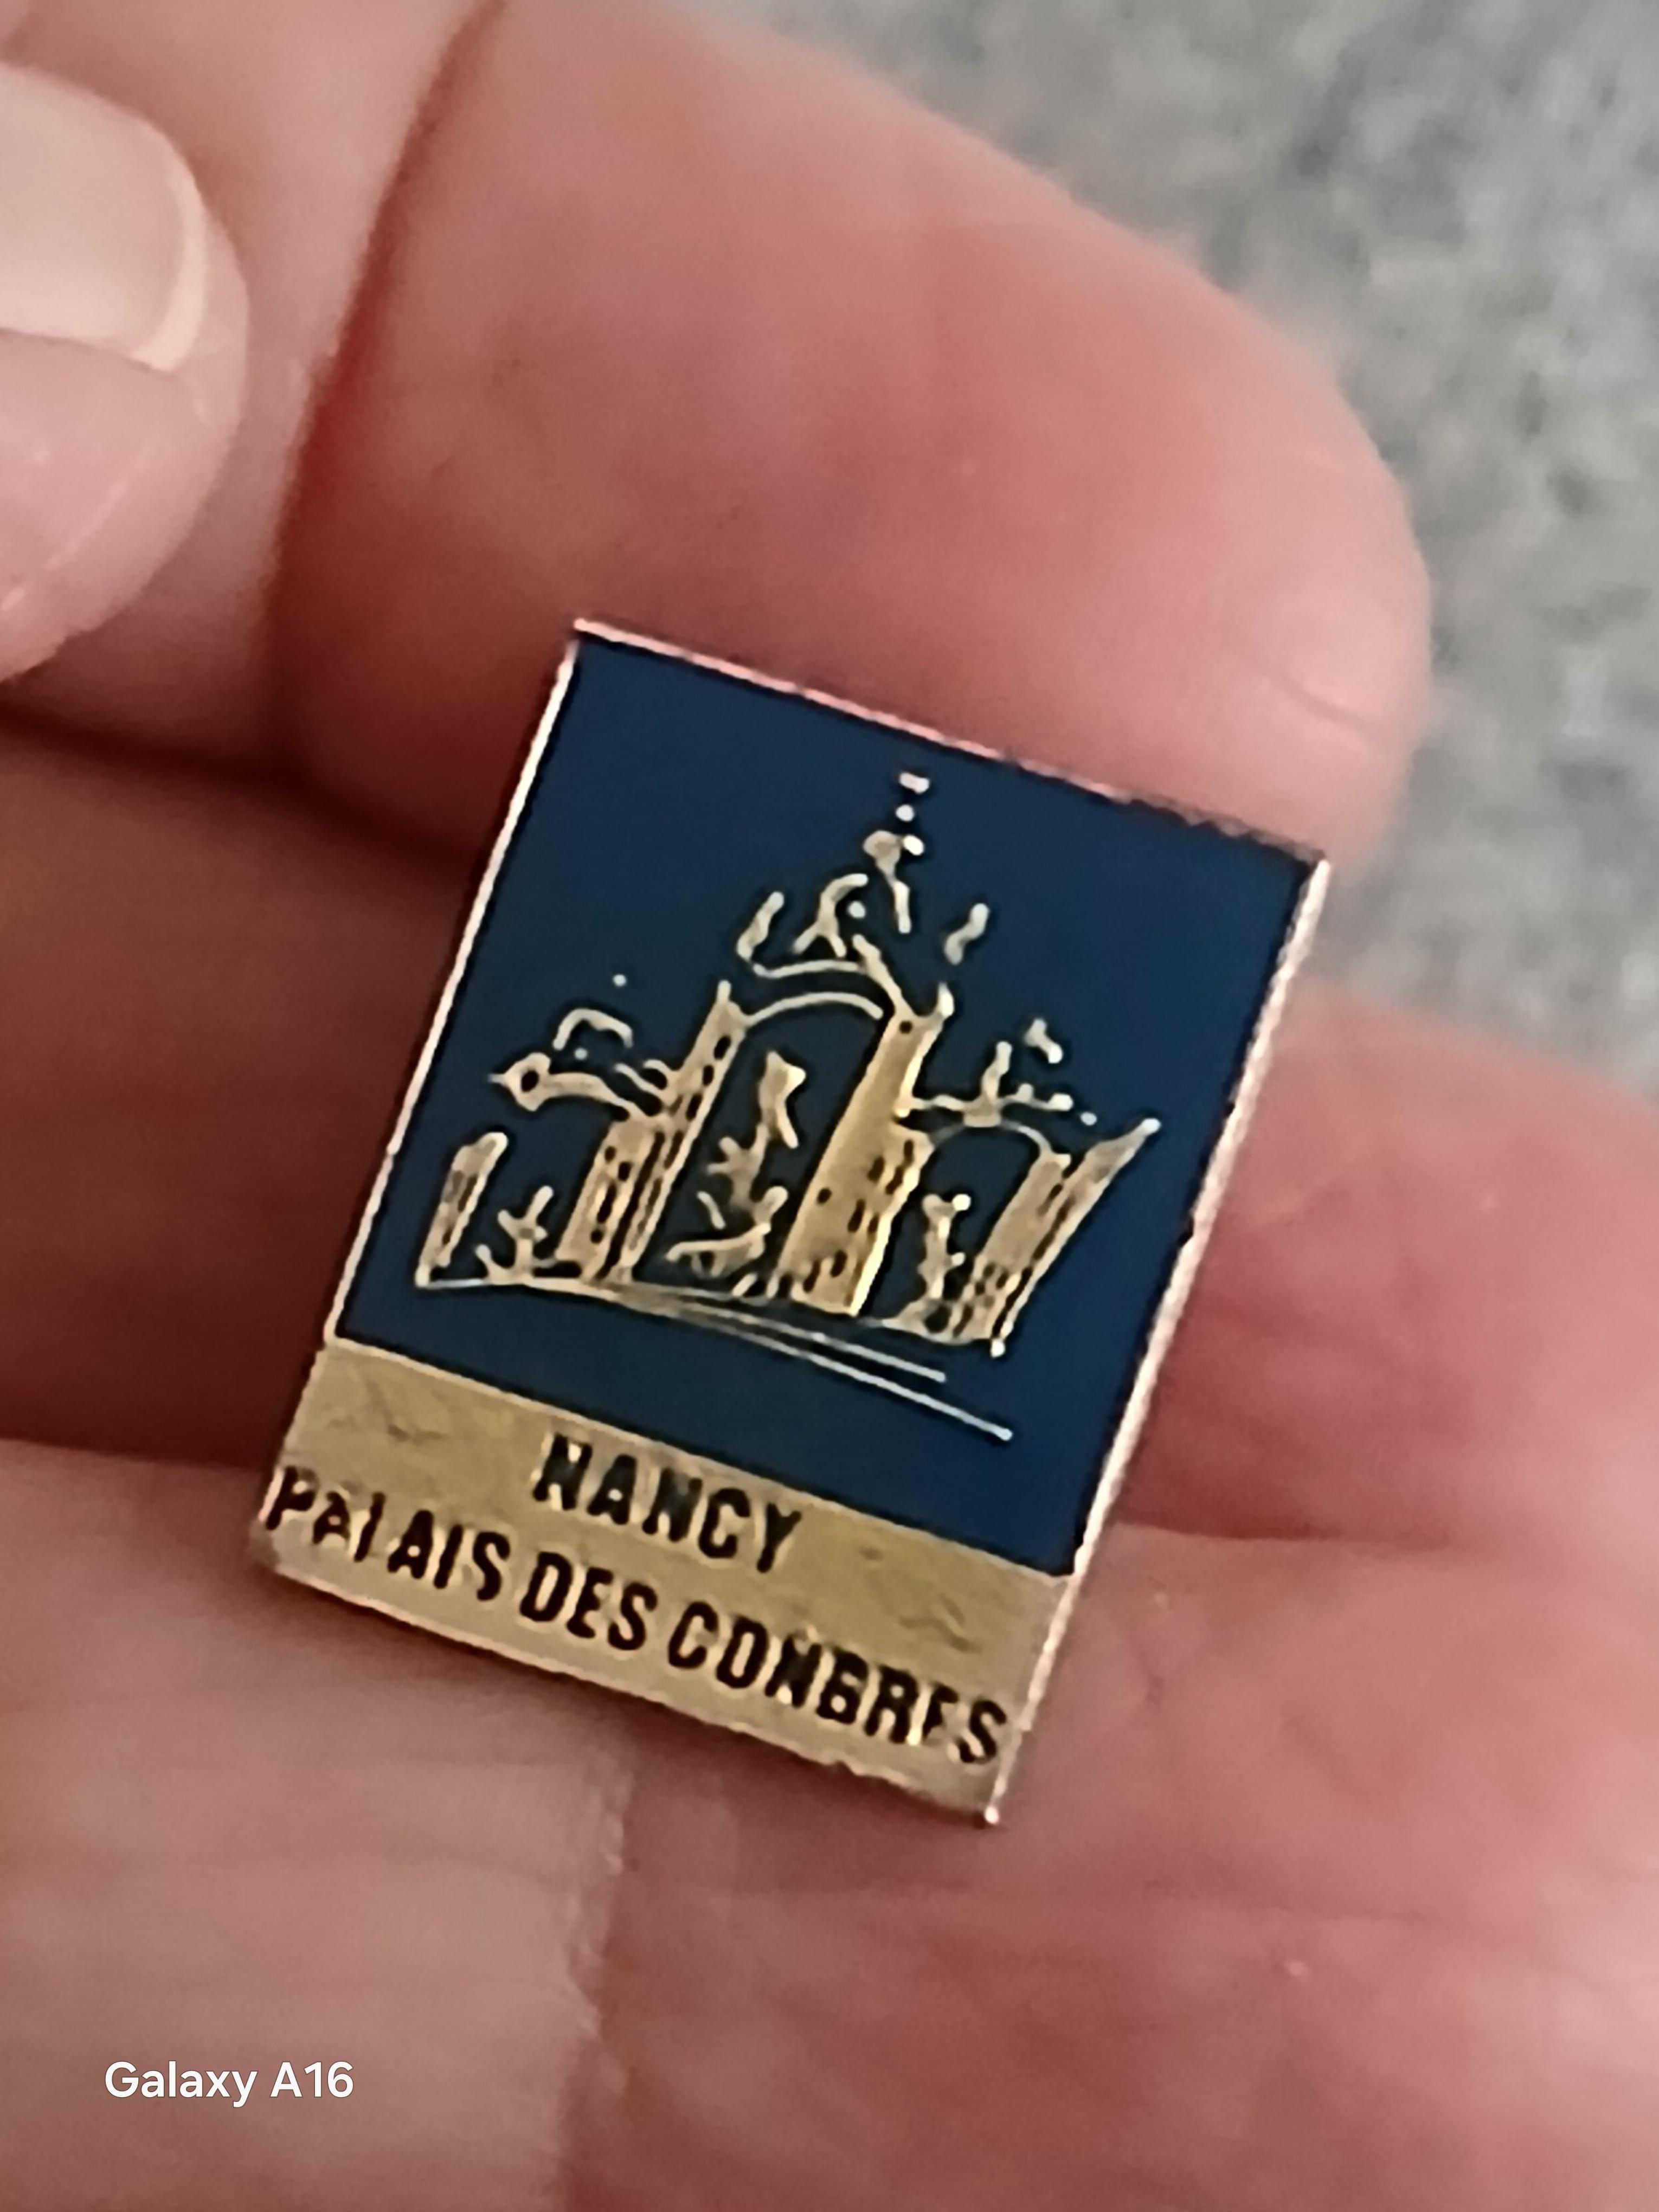 NANCY
PALAIS DES CONGRES
Galaxy A16